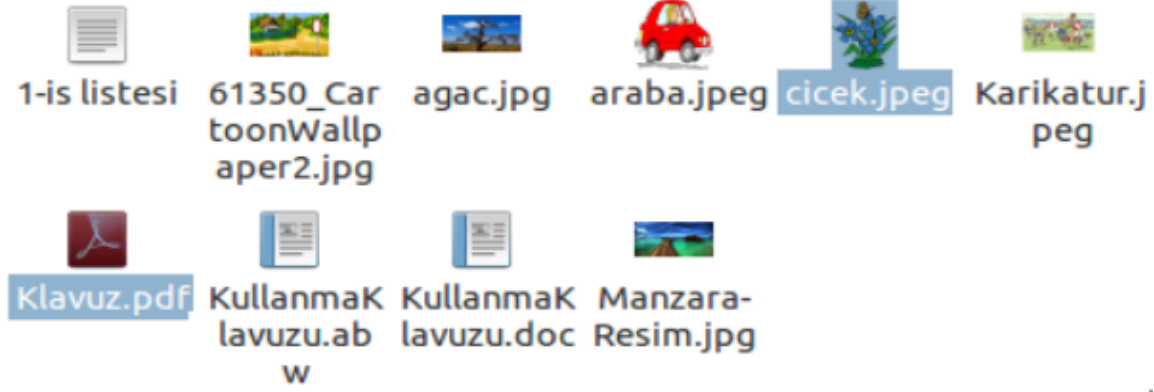 1-is listesi
61350_Car
toonWallp
aper2.jpg
agac.jpg
araba.jpeg
cicek.jpeg
Karikatur.j
peg
Klavuz.pdf
KullanmaK
lavuzu.ab
w
KullanmaK
lavuzu.doc
Manzara-
Resim.jpg